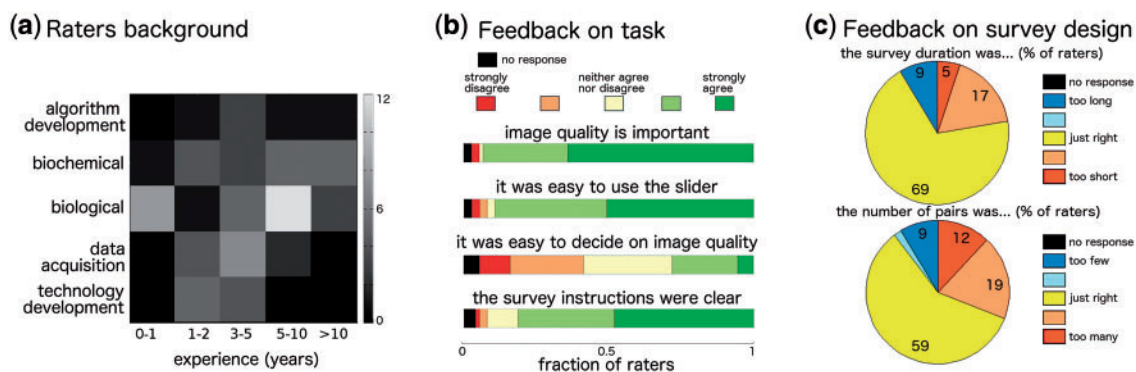 (a) Raters background
algorithm
development
biochemical
biological
data
acquisition
technology
development
0-1 1-2 3-5 5-10 >10
experience (years)
12
6
0
(b) Feedback on task
no response
strongly
disagree
neither agree
nor disagree
strongly
agree
image quality is important
it was easy to use the slider
it was easy to decide on image quality
the survey instructions were clear
0 0.5 1
fraction of raters
(c) Feedback on survey design
the survey duration was... (% of raters)
9 5
17
69
no response
too long
just right
too short
the number of pairs was... (% of raters)
9 12
19
59
no response
too few
just right
too many